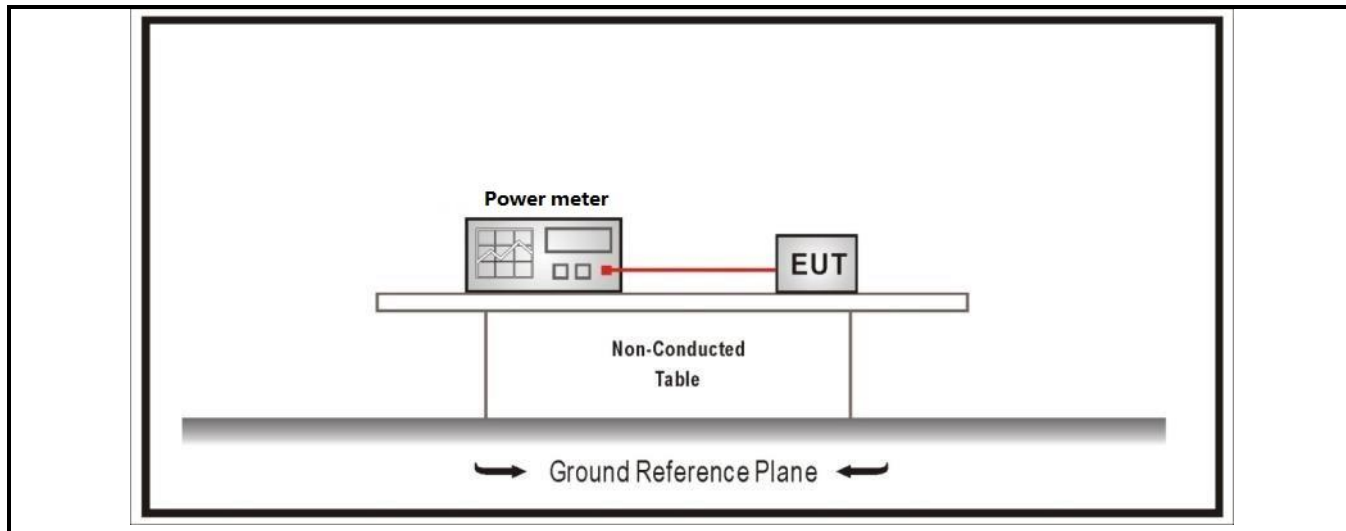 Power meter
EUT
Non-Conducted
Table
Ground Reference Plane